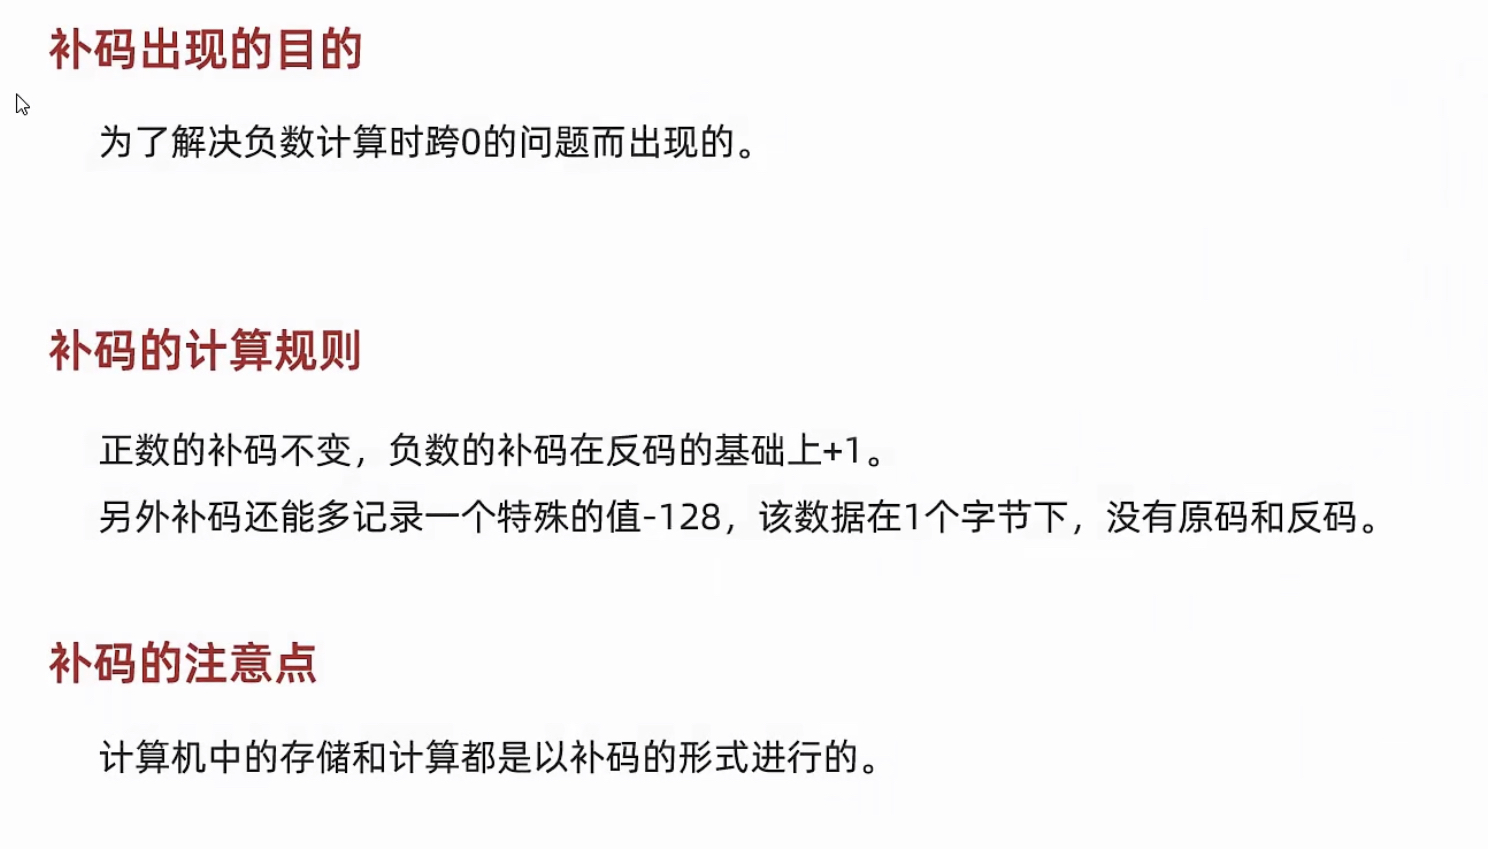 补码出现的目的
为了解决负数计算时跨0的问题而出现的。
补码的计算规则
正数的补码不变，负数的补码在反码的基础上+1。
另外补码还能多记录一个特殊的值-128，该数据在1个字节下，没有原码和反码。
补码的注意点
计算机中的存储和计算都是以补码的形式进行的。